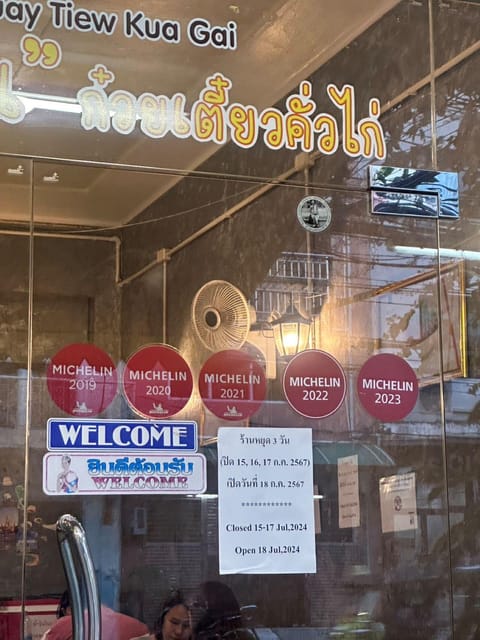 uay Tiew Kua Gai
น” ก๋วยเตี๋ยวคั่วไก่
MICHELIN
2019
MICHELIN
2020
MICHELIN
2021
MICHELIN
2022
MICHELIN
2023
WELCOME
ยินดีต้อนรับ
WELCOME
ร้านหยุด 3 วัน
(ปิด 15, 16, 17 ก.ค. 2567)
เปิดวันที่ 18 ก.ค. 2567
************
Closed 15-17 Jul,2024
Open 18 Jul,2024